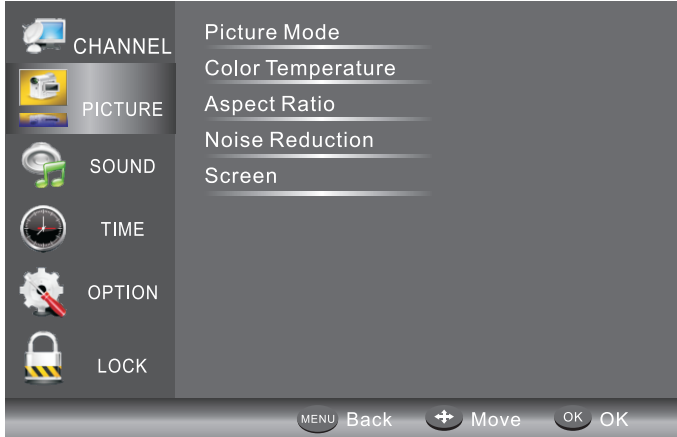 CHANNEL
PICTURE
SOUND
TIME
OPTION
LOCK
Picture Mode
Color Temperature
Aspect Ratio
Noise Reduction
Screen
MENU Back OK OK
Move